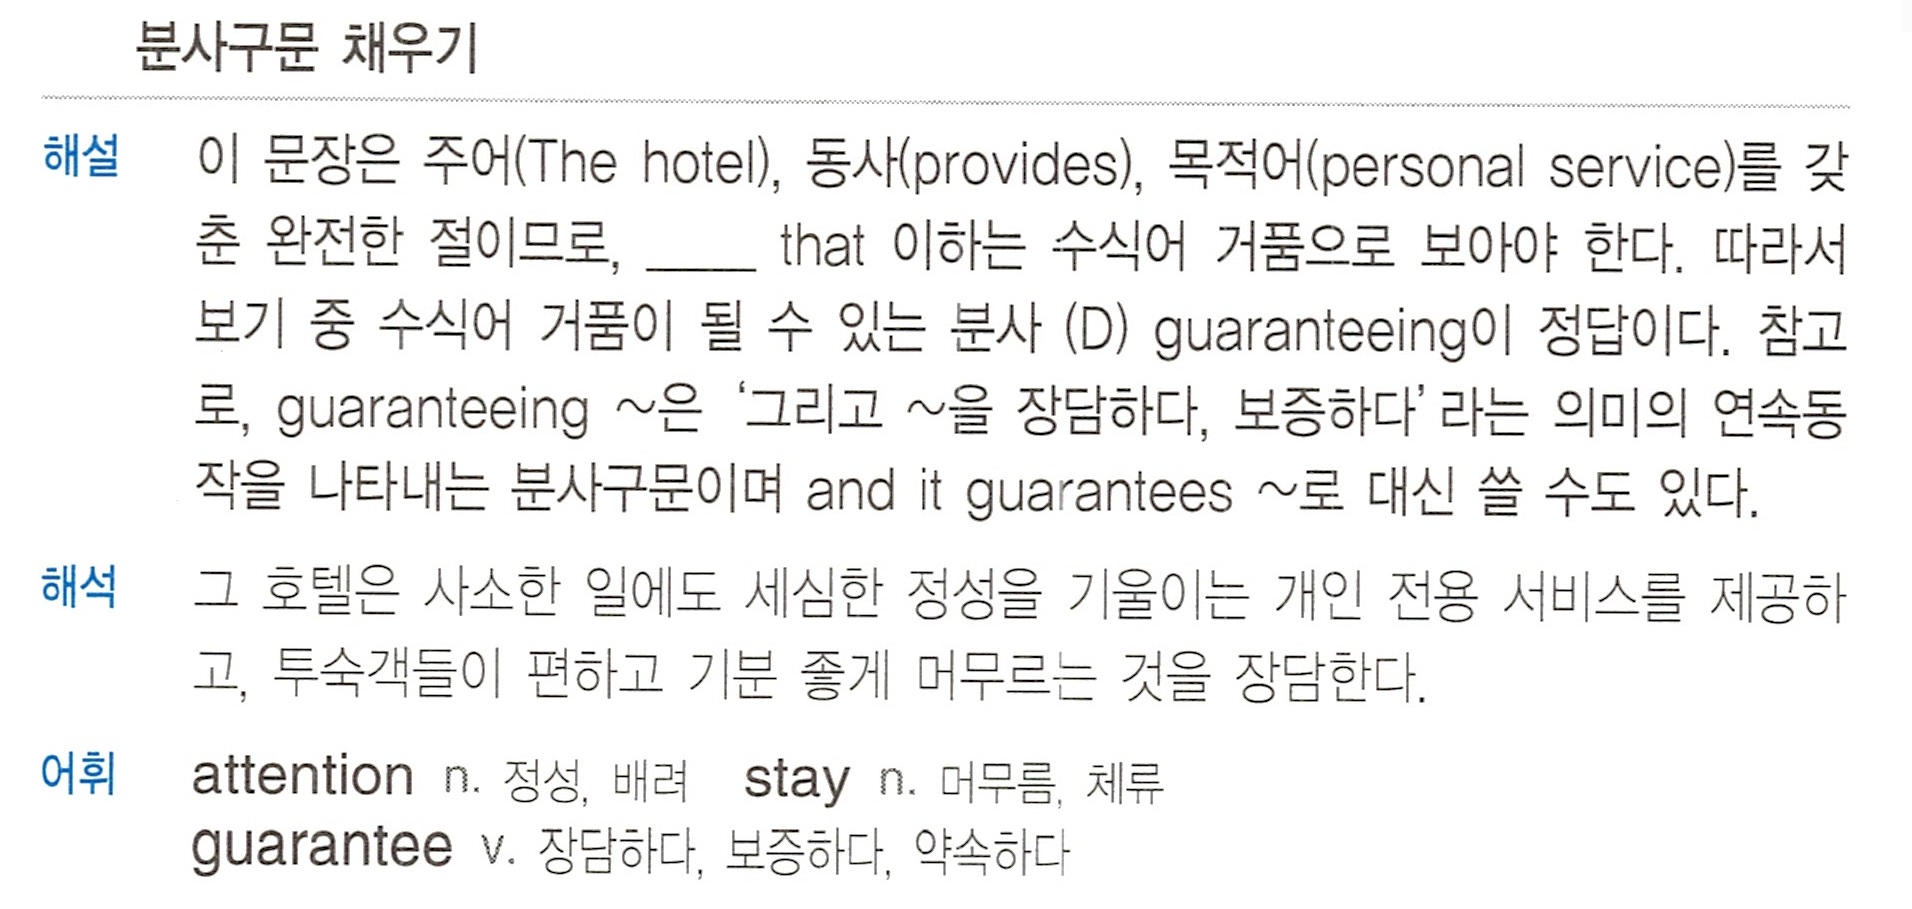 분사구문 채우기
해설 이 문장은 주어(The hotel), 동사(provides), 목적어(personal service)를 갖
춘 완전한 절이므로, ____ that 이하는 수식어 거품으로 보아야 한다. 따라서
보기 중 수식어 거품이 될 수 있는 분사 (D) guaranteeing이 정답이다. 참고
로, guaranteeing ~은 ‘그리고 ~을 장담하다, 보증하다’라는 의미의 연속동
작을 나타내는 분사구문이며 and it guarantees ~로 대신 쓸 수도 있다.
해석 그 호텔은 사소한 일에도 세심한 정성을 기울이는 개인 전용 서비스를 제공하
고, 투숙객들이 편하고 기분 좋게 머무르는 것을 장담한다.
어휘 attention n. 정성, 배려 stay n. 머무름, 체류
guarantee v. 장담하다, 보증하다, 약속하다